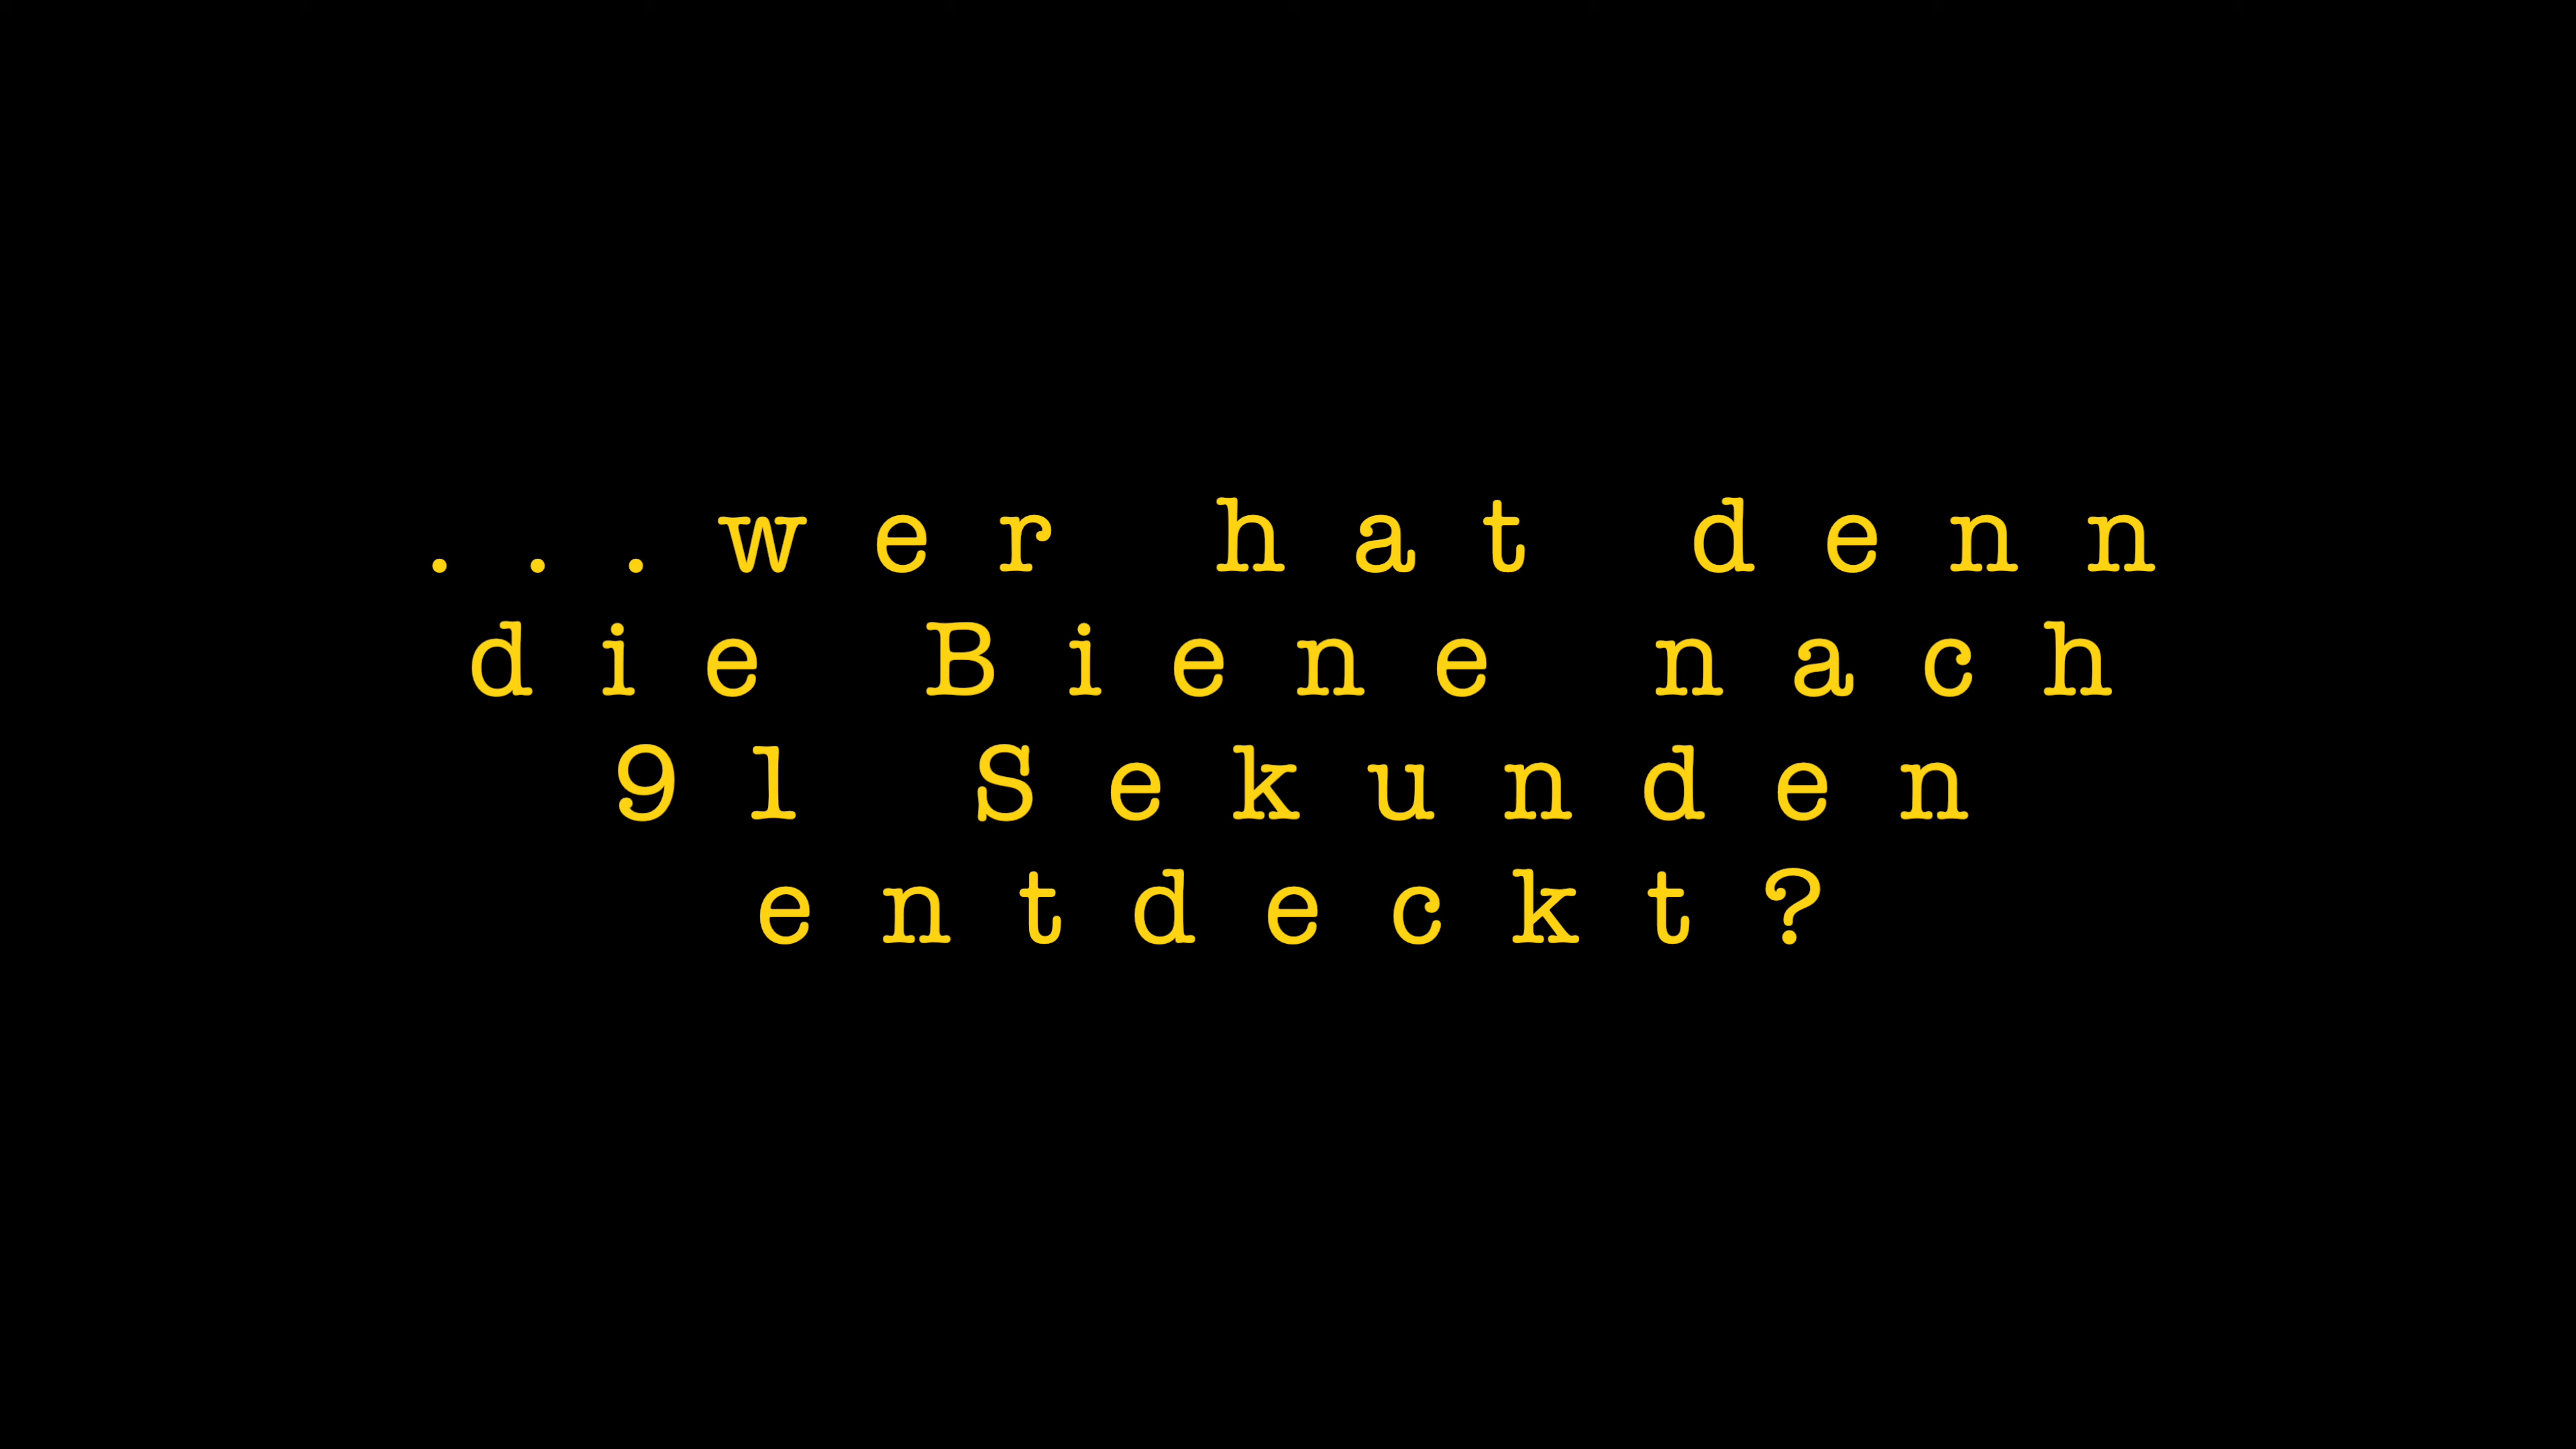 ...wer hat denn
die Biene nach
91 Sekunden
entdeckt?